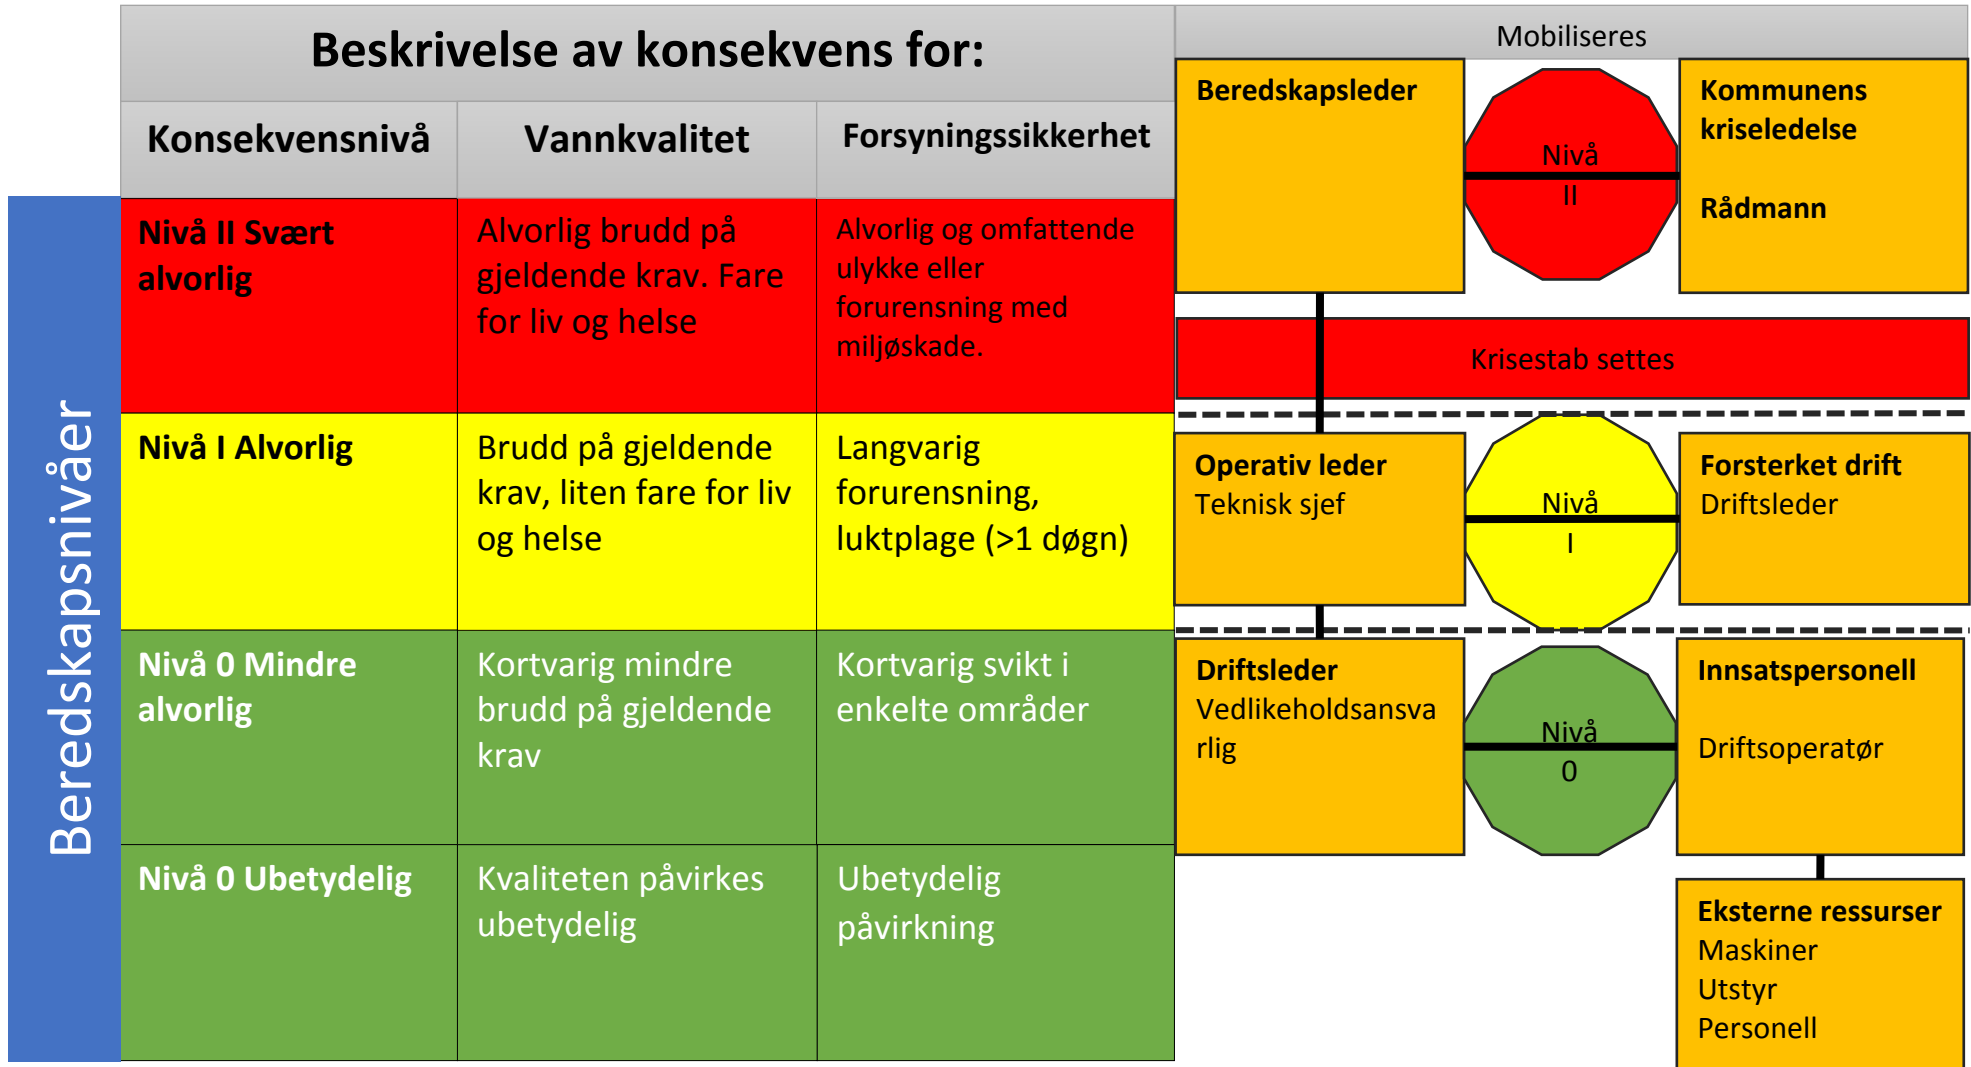 Beskrivelse av konsekvens for:
Konsekvensnivå
Vannkvalitet
Forsyningssikkerhet
Beredskapsnivåer
Nivå II Svært
alvorlig
Alvorlig brudd på
gjeldende krav. Fare
for liv og helse
Alvorlig og omfattende
ulykke eller
forurensning med
miljøskade.
Nivå I Alvorlig
Brudd på gjeldende
krav, liten fare for liv
og helse
Langvarig
forurensning,
luktplage (>1 døgn)
Nivå 0 Mindre
alvorlig
Kortvarig mindre
brudd på gjeldende
krav
Kortvarig svikt i
enkelte områder
Nivå 0 Ubetydelig
Kvaliteten påvirkes
ubetydelig
Ubetydelig
påvirkning
Mobiliseres
Beredskapsleder
Nivå
II
Kommunens
kriseledelse
Rådmann
Krisestab settes
Operativ leder
Teknisk sjef
Nivå
I
Forsterket drift
Driftsleder
Driftsleder
Vedlikeholdsansva
rlig
Nivå
0
Innsatspersonell
Driftsoperatør
Eksterne ressurser
Maskiner
Utstyr
Personell